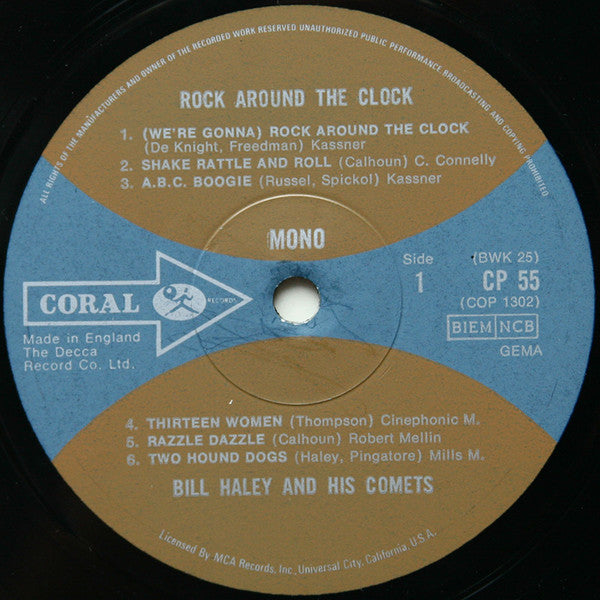 ALL RIGHTS OF THE MANUFACTURERS AND OWNER OF THE RECORDED WORK RESERVED UNAUTHORIZED PUBLIC PERFORMANCE BROADCASTING AND COPYING PROHIBITED
ROCK AROUND THE CLOCK
1. (WE'RE GONNA) ROCK AROUND THE CLOCK
(De Knight, Freedman) Kassner
2. SHAKE RATTLE AND ROLL (Calhoun) C. Connelly
3. A.B.C. BOOGIE (Russel, Spickol) Kassner
MONO
CORAL RECORDS
Made in England
The Decca
Record Co. Ltd.
Side
1
(BWK 25)
CP 55
(COP 1302)
BIEM NCB
GEMA
4. THIRTEEN WOMEN (Thompson) Cinephonic M.
5. RAZZLE DAZZLE (Calhoun) Robert Mellin
6. TWO HOUND DOGS (Haley, Pingatore) Mills M.
BILL HALEY AND HIS COMETS
Licensed By MCA Records, Inc., Universal City, California, U.S.A.